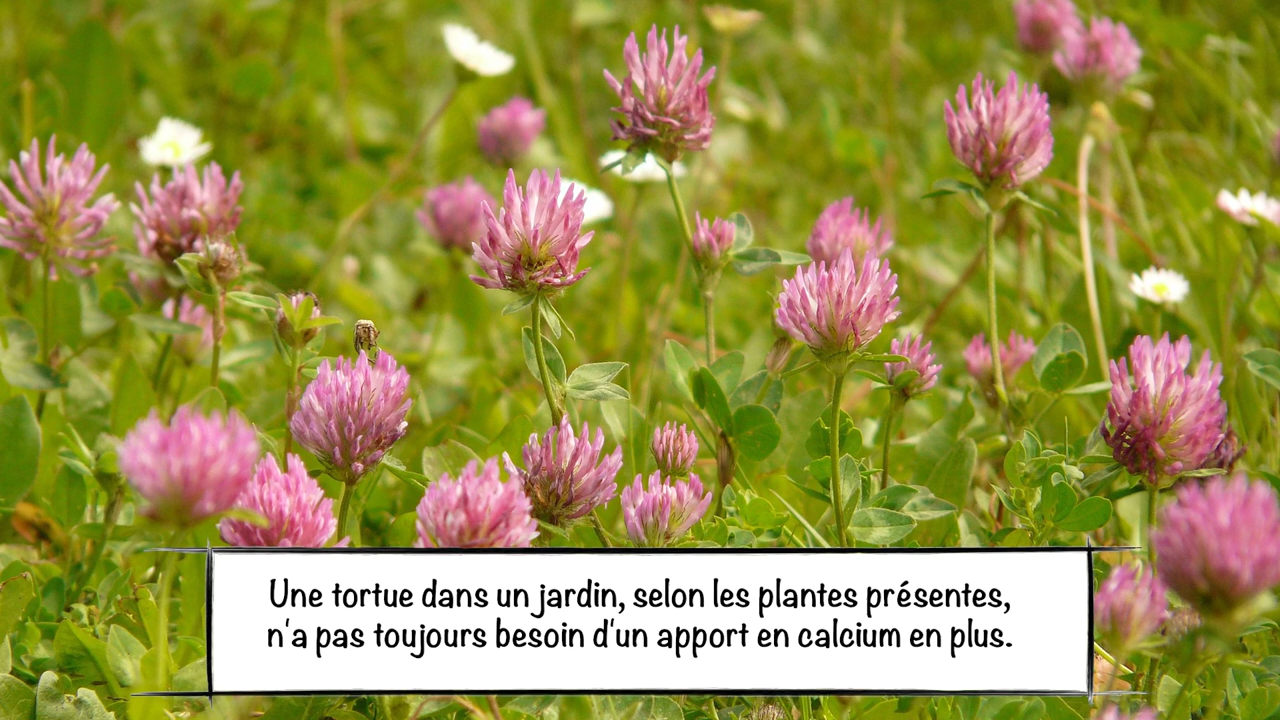 Une tortue dans un jardin, selon les plantes présentes,
n'a pas toujours besoin d'un apport en calcium en plus.